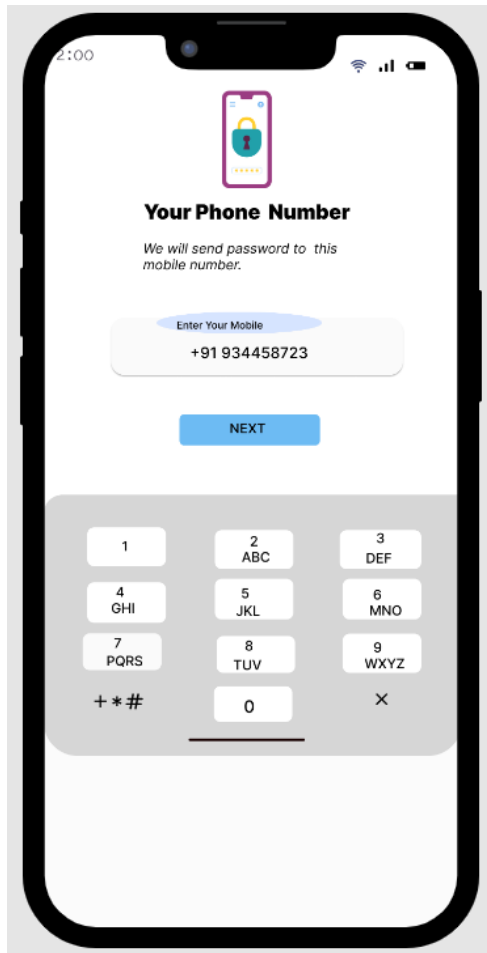 2:00
Your Phone Number
We will send password to this
mobile number.
Enter Your Mobile
+91 934458723
NEXT
1
2
ABC
3
DEF
4
GHI
5
JKL
6
MNO
7
PQRS
8
TUV
9
WXYZ
+*#
0
×